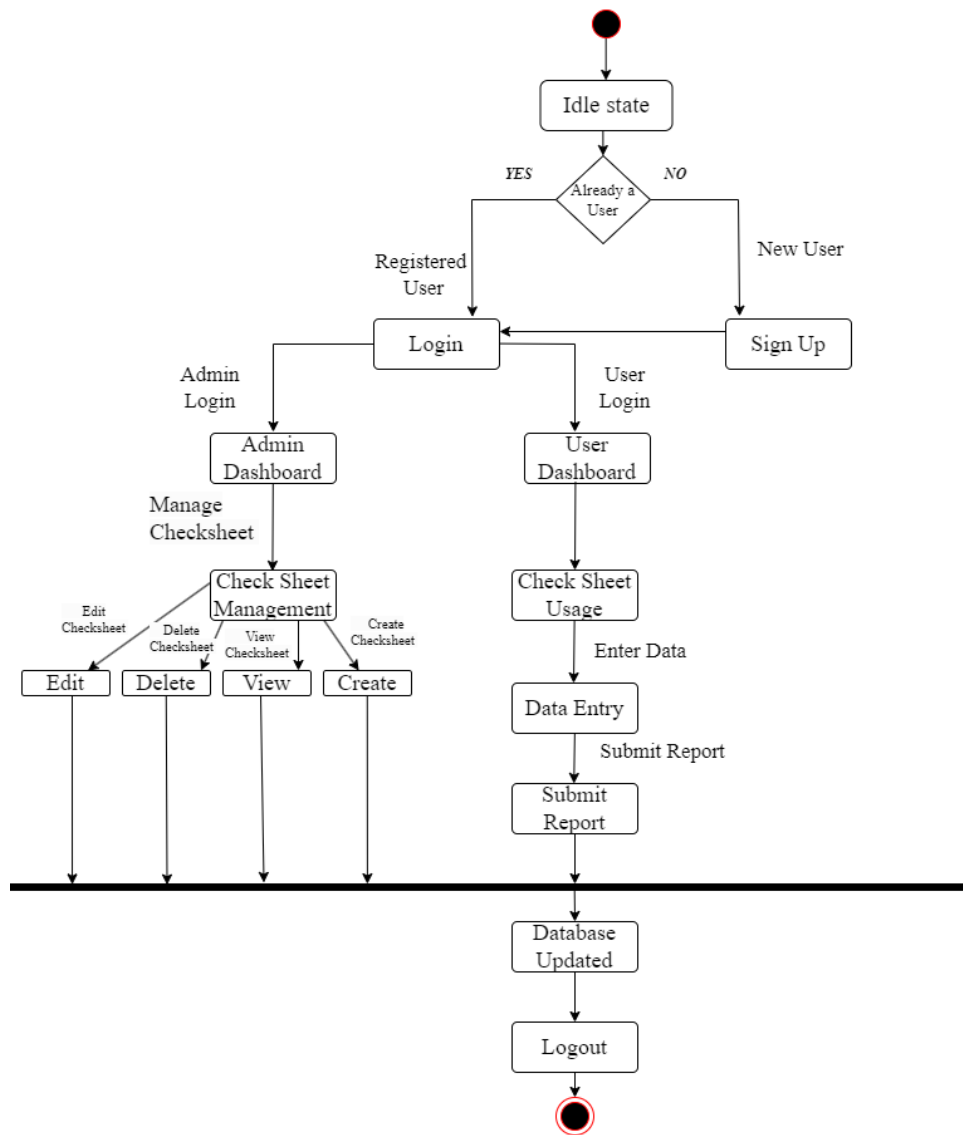 Idle state
YES
NO
Already a
User
New User
Registered
User
Login
Sign Up
Admin
Login
User
Login
Admin
Dashboard
User
Dashboard
Manage
Checksheet
Check Sheet
Management
Check Sheet
Usage
Edit
Checksheet
Delete
Checksheet
View
Checksheet
Create
Checksheet
Enter Data
Edit
Delete
View
Create
Data Entry
Submit Report
Submit
Report
Database
Updated
Logout